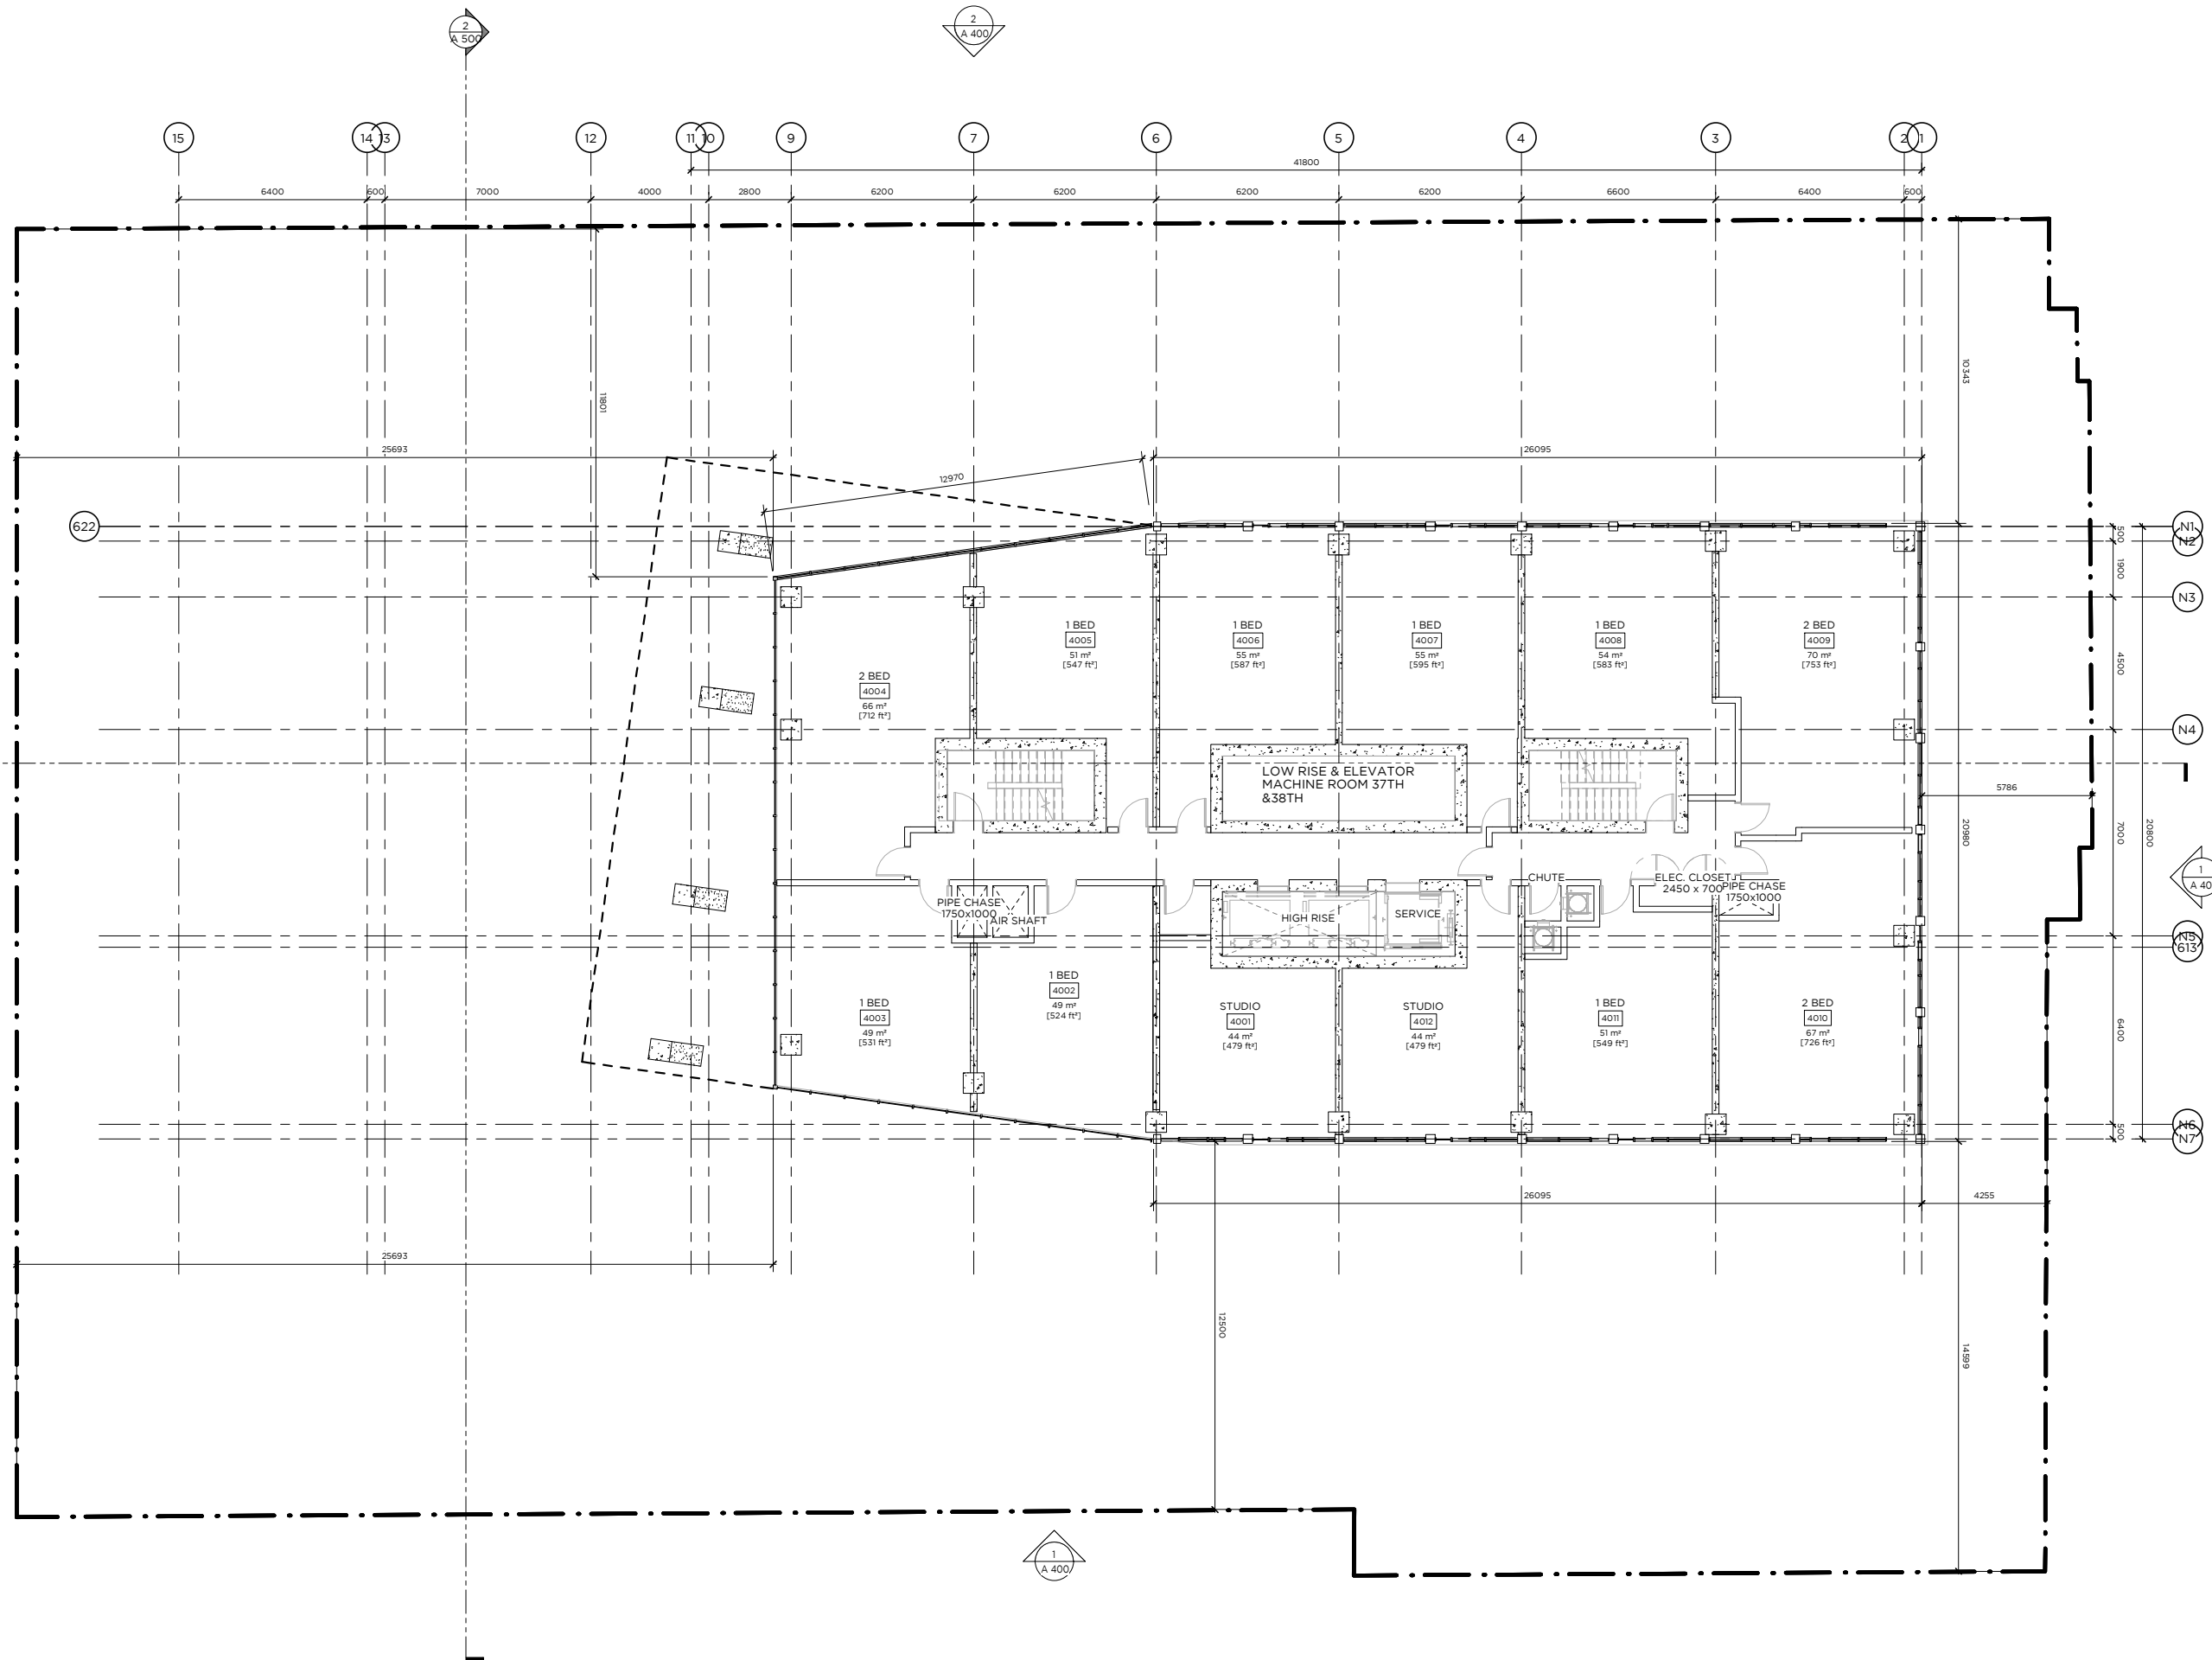 2
A 500
2
A 400
15
14
13
12
11
10
9
7
6
5
4
3
2
1
41800
6400
600
7000
4000
2800
6200
6200
6200
6200
6600
6400
600
10343
11801
25693
12970
26095
622
N1
N2
N3
N4
N5
613
N6
N7
500
1900
4500
7000
6400
500
20800
20980
5786
1
A 40
1 BED
4005
51 m²
[547 ft²]
1 BED
4006
55 m²
[587 ft²]
1 BED
4007
55 m²
[595 ft²]
1 BED
4008
54 m²
[583 ft²]
2 BED
4009
70 m²
[753 ft²]
2 BED
4004
66 m²
[712 ft²]
LOW RISE & ELEVATOR
MACHINE ROOM 37TH
&38TH
CHUTE
ELEC. CLOSET
2450 x 700
PIPE CHASE
1750x1000
PIPE CHASE
1750x1000
AIR SHAFT
HIGH RISE
SERVICE
1 BED
4003
49 m²
[531 ft²]
1 BED
4002
49 m²
[524 ft²]
STUDIO
4001
44 m²
[479 ft²]
STUDIO
4012
44 m²
[479 ft²]
1 BED
4011
51 m²
[549 ft²]
2 BED
4010
67 m²
[726 ft²]
26095
4255
25693
12500
14599
1
A 400